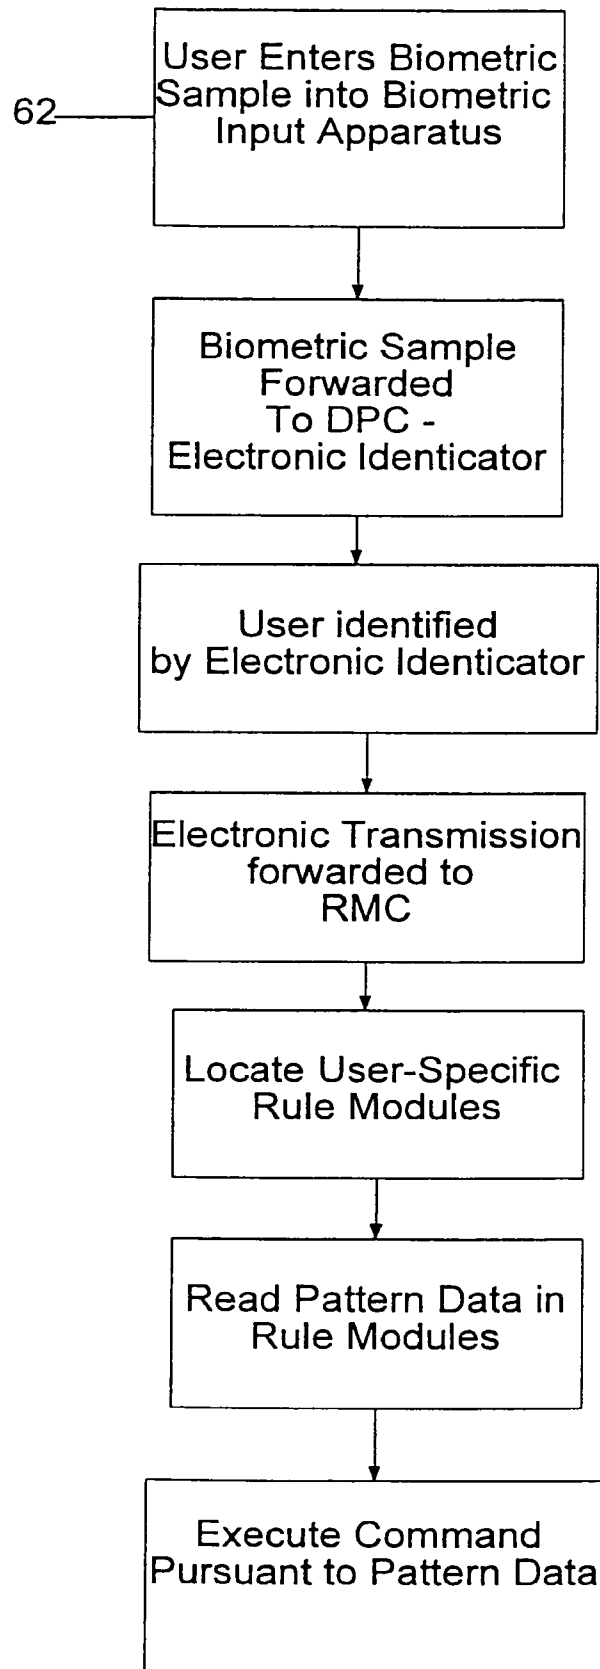 User Enters Biometric
Sample into Biometric
Input Apparatus
62
Biometric Sample
Forwarded
To DPC -
Electronic Identicator
User identified
by Electronic Identicator
Electronic Transmission
forwarded to
RMC
Locate User-Specific
Rule Modules
Read Pattern Data in
Rule Modules
Execute Command
Pursuant to Pattern Data